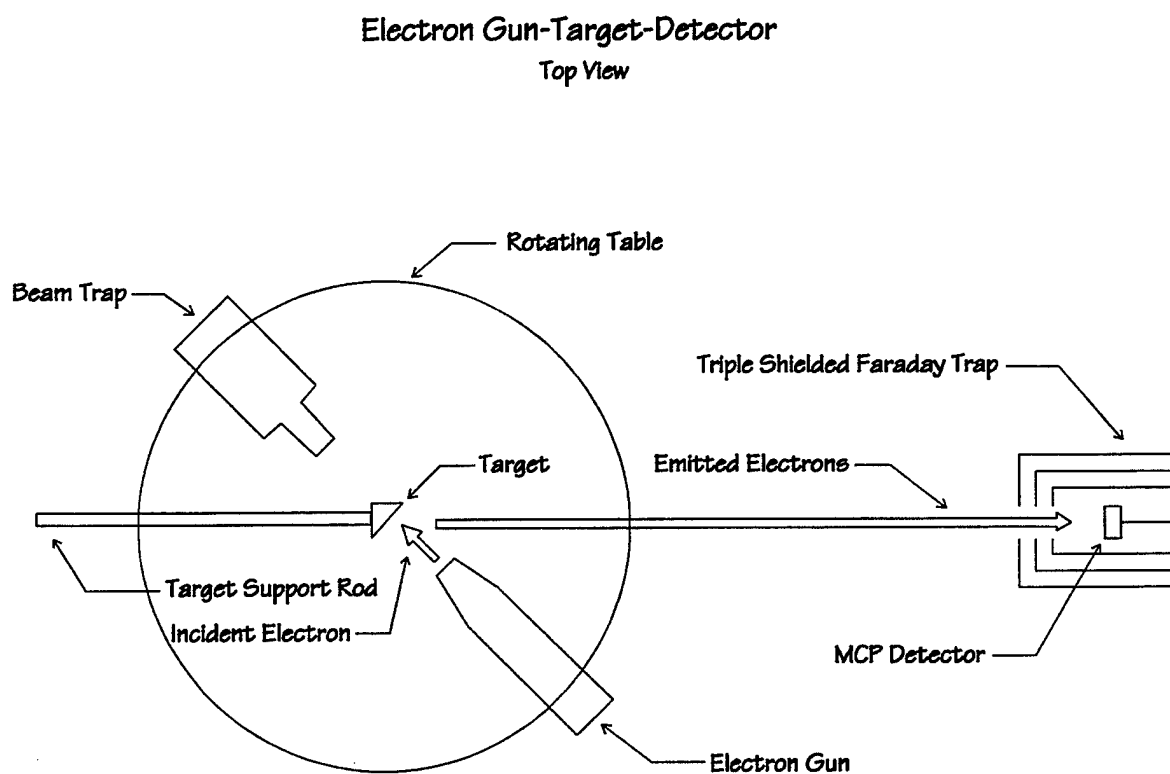 Electron Gun-Target-Detector
Top View
Rotating Table
Beam Trap
Triple Shielded Faraday Trap
Target
Emitted Electrons
Target Support Rod
Incident Electron
MCP Detector
Electron Gun